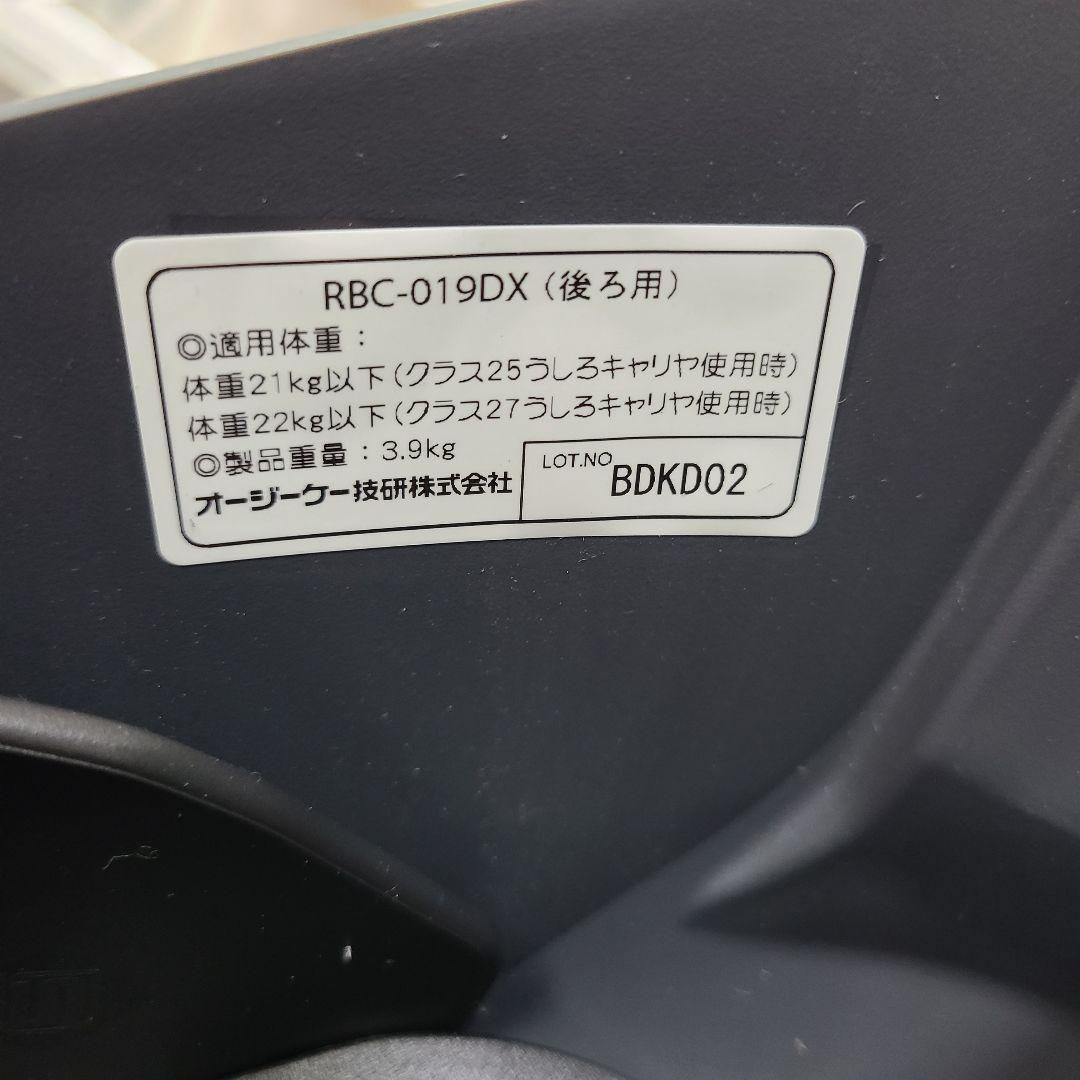 RBC-019DX（後ろ用）
◎適用体重：
体重21kg以下（クラス25うしろキャリヤ使用時）
体重22kg以下（クラス27うしろキャリヤ使用時）
◎製品重量：3.9kg
オージーケー技研株式会社
LOT.NO BDKD02